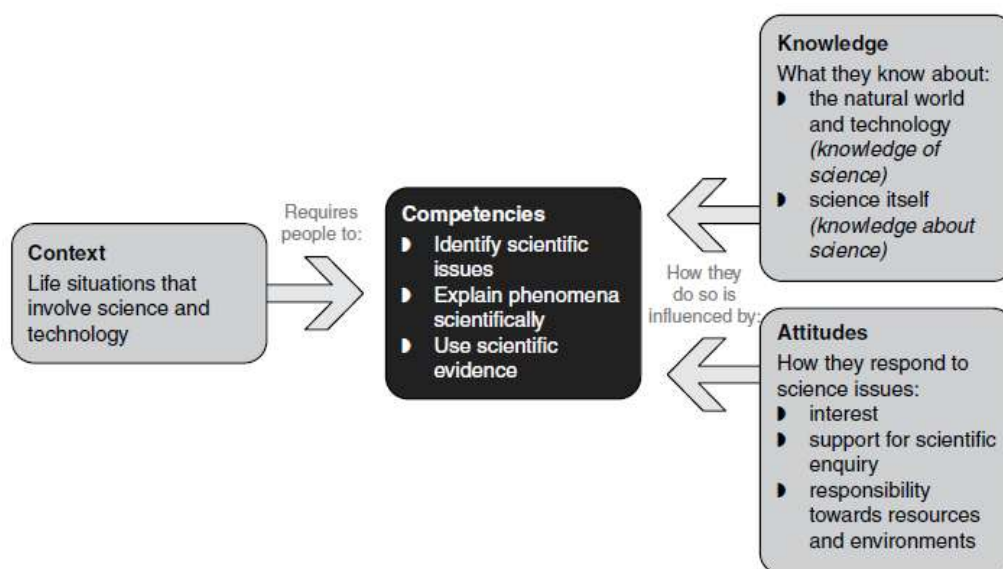 Context
Life situations that
involve science and
technology
Requires
people to:
Competencies
Identify scientific
issues
Explain phenomena
scientifically
Use scientific
evidence
How they
do so is
influenced by:
Knowledge
What they know about:
the natural world
and technology
(knowledge of
science)
science itself
(knowledge about
science)
Attitudes
How they respond to
science issues:
interest
support for scientific
enquiry
responsibility
towards resources
and environments